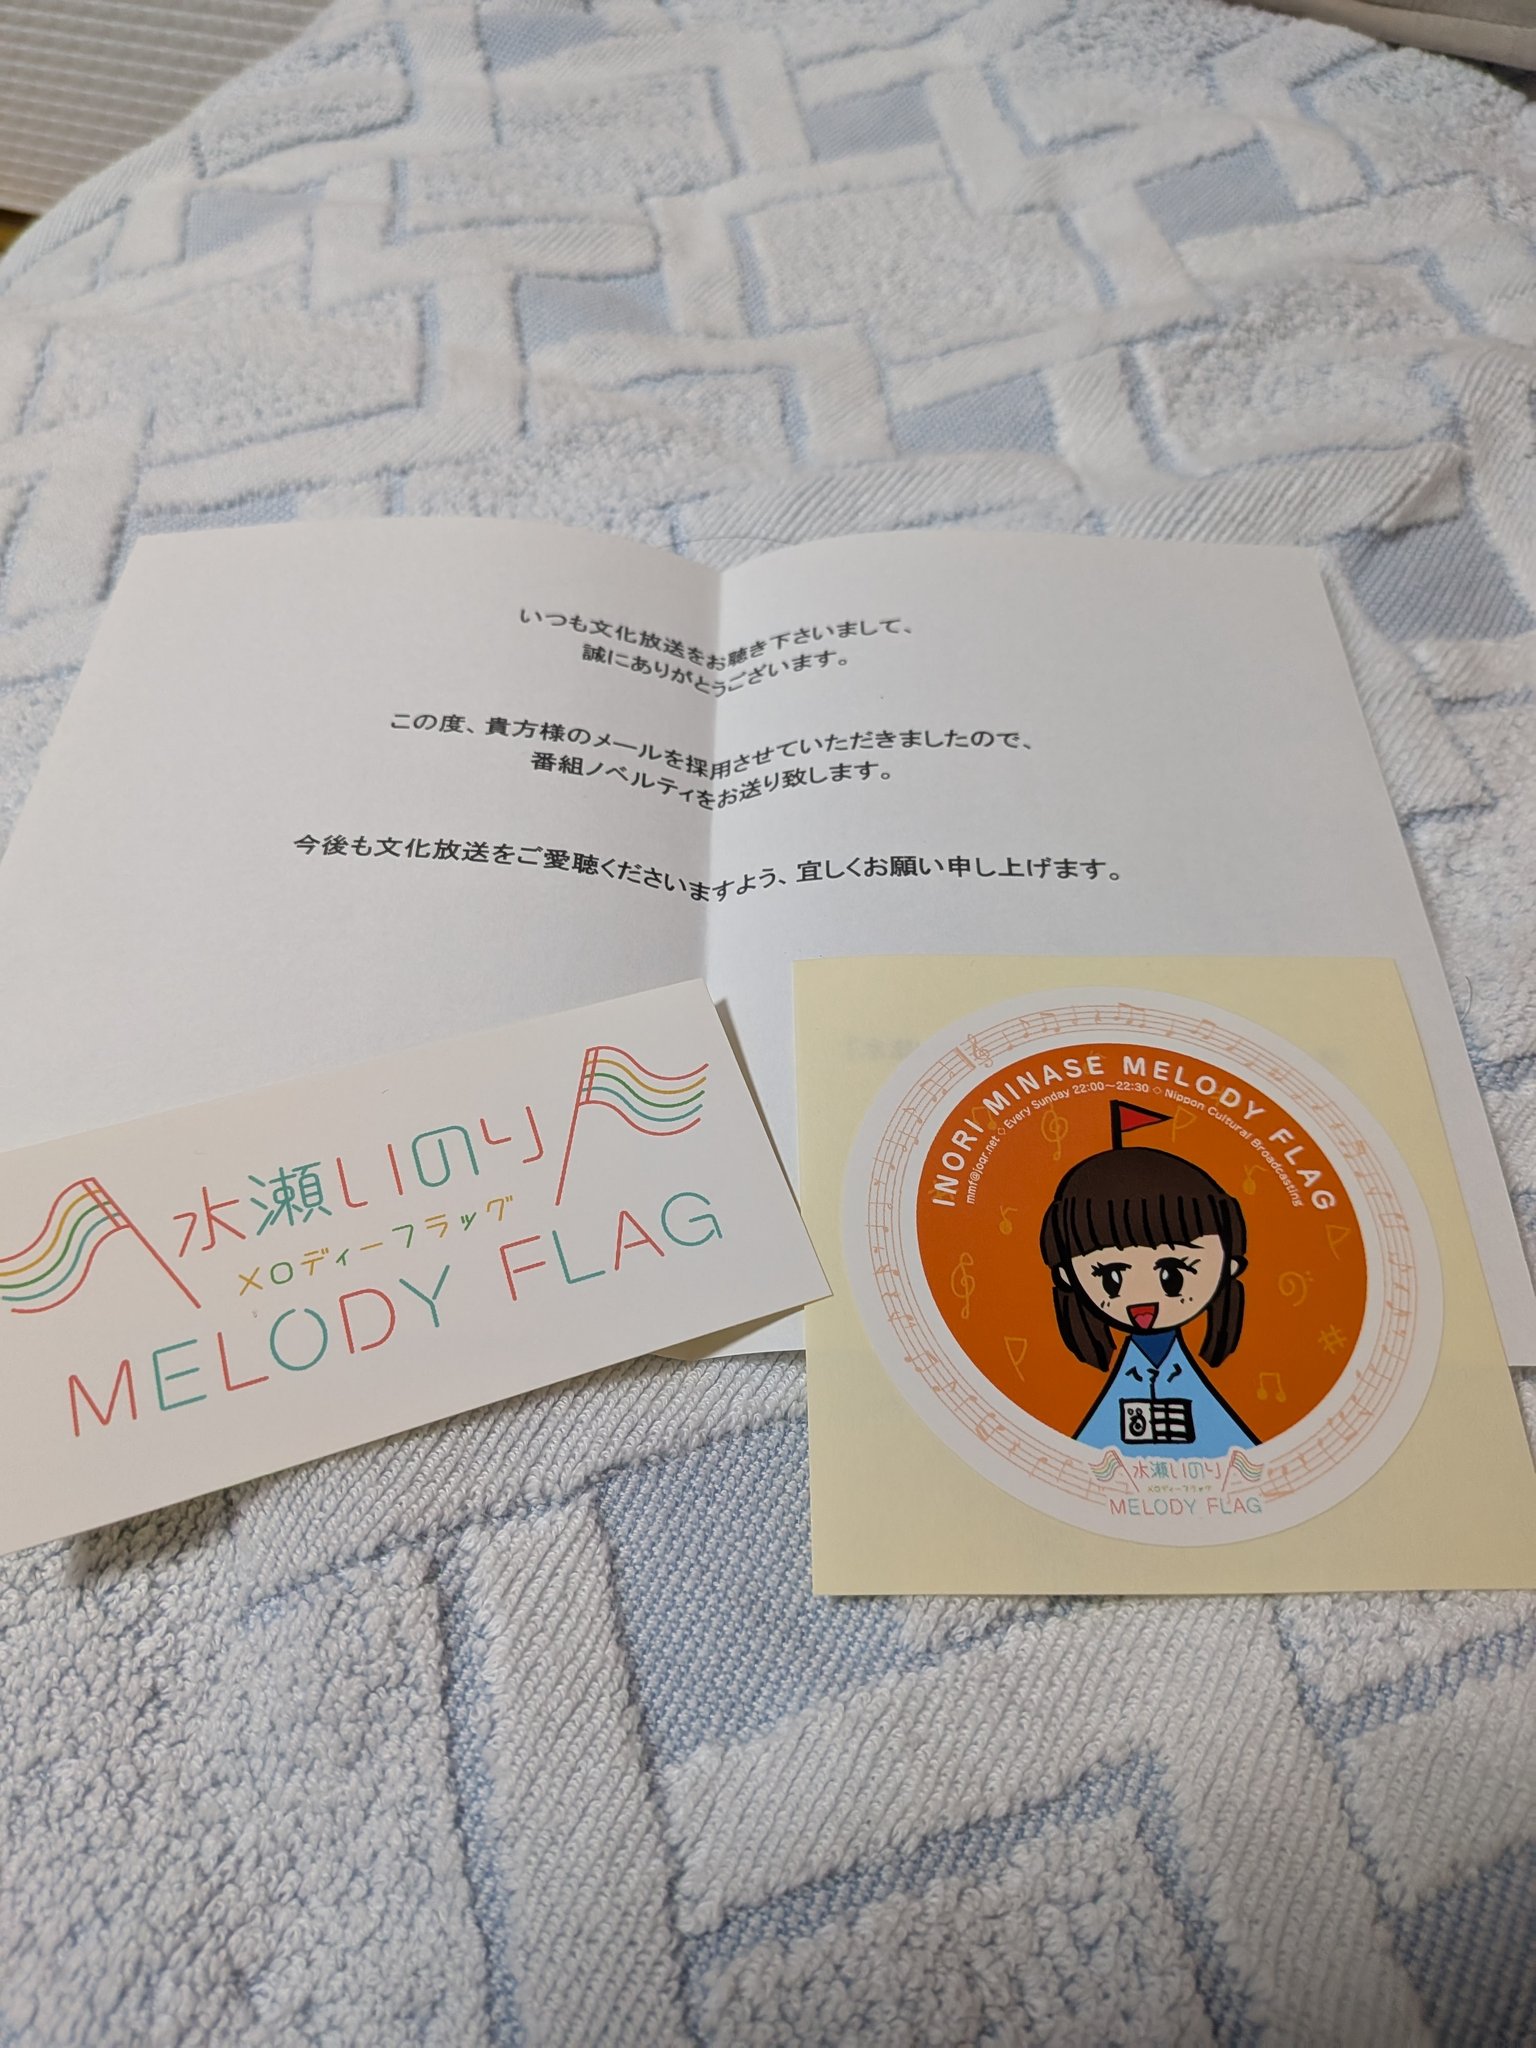 いつも文化放送をお聴き下さいまして、
誠にありがとうございます。
この度、貴方様のメールを採用させていただきましたので、
番組ノベルティをお送り致します。
今後も文化放送をご愛聴くださいますよう、宜しくお願い申し上げます。
水瀬いのり
メロディーフラッグ
MELODY FLAG
INORI MINASE MELODY FLAG
mmf@joqr.net ◇ Every Sunday 22:00～22:30 ◇ Nippon Cultural Broadcasting
水瀬いのり
メロディーフラッグ
MELODY FLAG